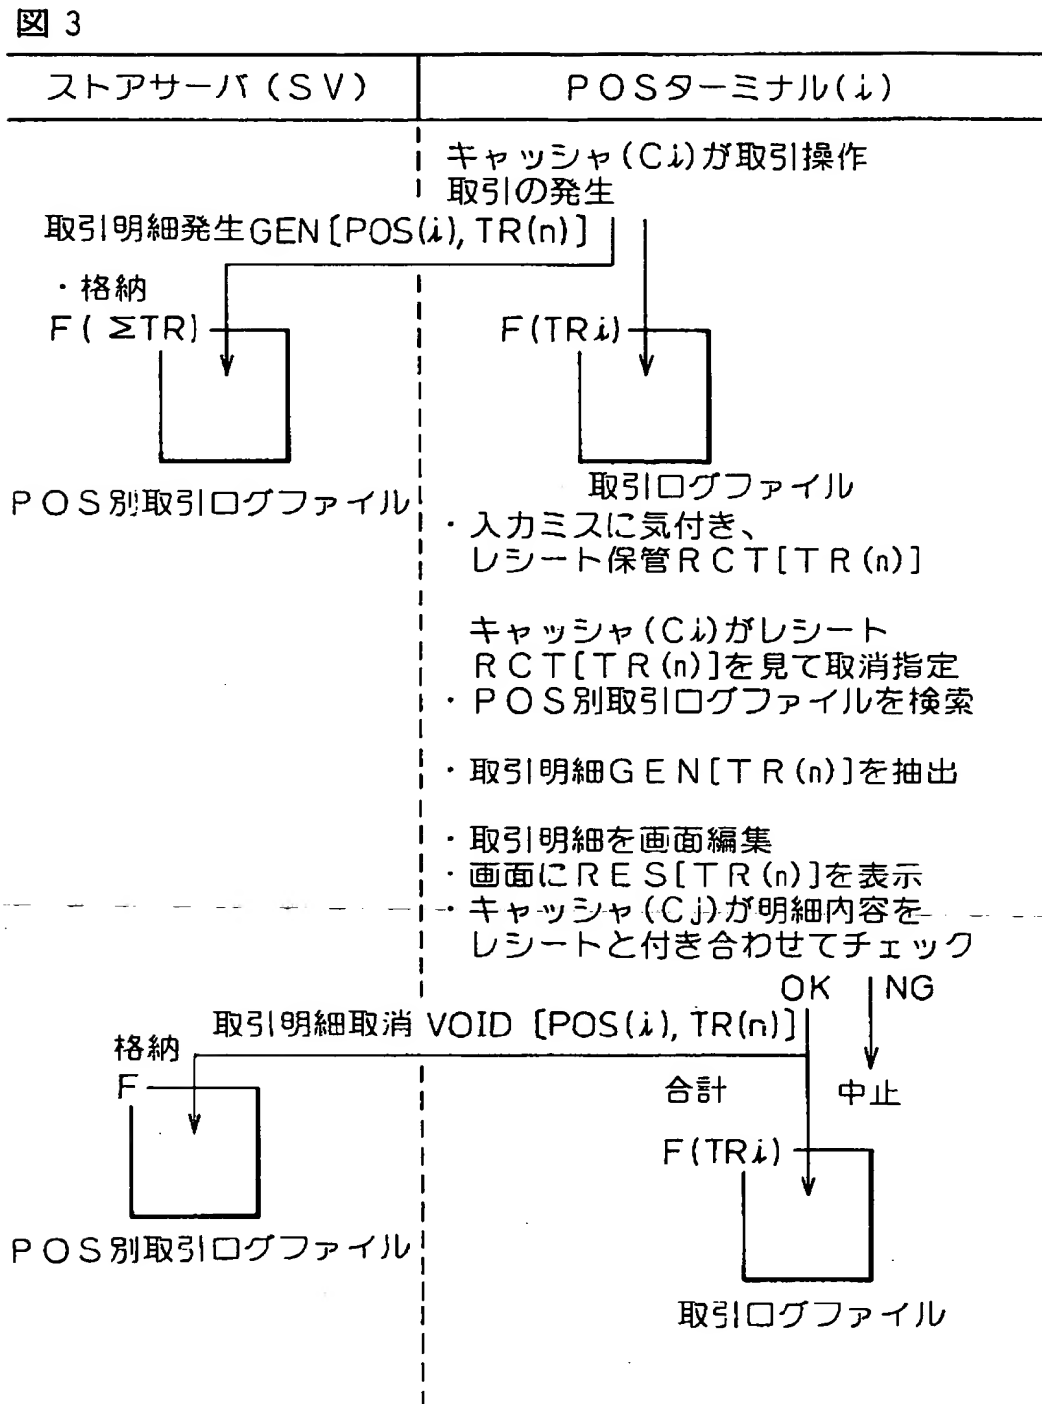 図 3
ストアサーバ(SV)
POSターミナル(i)
キャッシャ(Ci)が取引操作
取引の発生
取引明細発生GEN[POS(i), TR(n)]
・格納
F(ΣTR)
F(TRi)
POS別取引ログファイル
取引ログファイル
・入力ミスに気付き、
レシート保管RCT[TR(n)]
キャッシャ(Ci)がレシート
RCT[TR(n)]を見て取消指定
・POS別取引ログファイルを検索
・取引明細GEN[TR(n)]を抽出
・取引明細を画面編集
・画面にRES[TR(n)]を表示
・キャッシャ(Cj)が明細内容を
レシートと付き合わせてチェック
OK NG
取引明細取消 VOID [POS(i), TR(n)]
格納
F
合計
中止
F(TRi)
POS別取引ログファイル
取引ログファイル